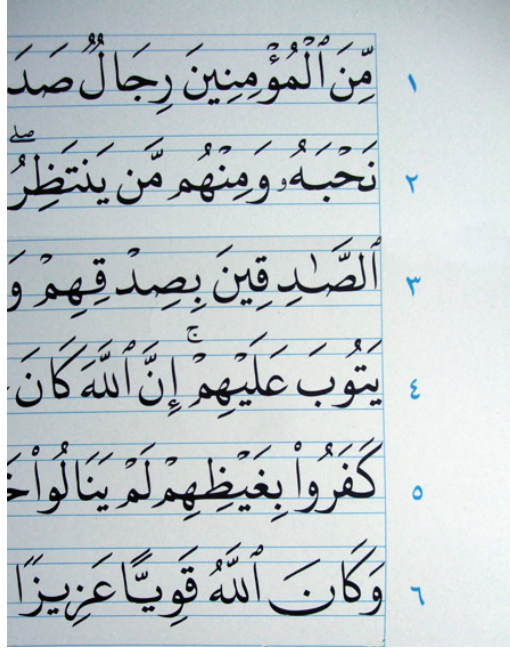 مِّنَ ٱلْمُؤْمِنِينَ رِجَالٌ صَدَ ١
نَحْبَهُۥ وَمِنْهُم مَّن يَنتَظِرُ ۖ ٢
ٱلصَّـٰدِقِينَ بِصِدْقِهِمْ وَ ٣
يَتُوبَ عَلَيْهِمْ ۚ إِنَّ ٱللَّهَ كَانَ ٤
كَفَرُوا۟ بِغَيْظِهِمْ لَمْ يَنَالُوا۟ خَ ٥
وَكَانَ ٱللَّهُ قَوِيًّا عَزِيزًا ٦